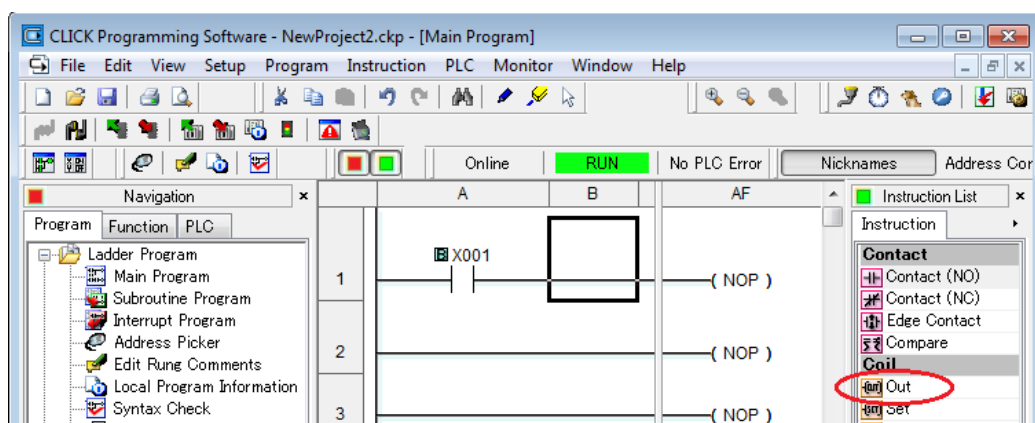 CLICK Programming Software - NewProject2.ckp - [Main Program]
File Edit View Setup Program Instruction PLC Monitor Window Help
Online RUN No PLC Error Nicknames Address Cor
Navigation
Program Function PLC
Ladder Program
Main Program
Subroutine Program
Interrupt Program
Address Picker
Edit Rung Comments
Local Program Information
Syntax Check
A B AF
X001
1 ( NOP )
2 ( NOP )
3 ( NOP )
Instruction List
Instruction
Contact
Contact (NO)
Contact (NC)
Edge Contact
Compare
Coil
Out
Set